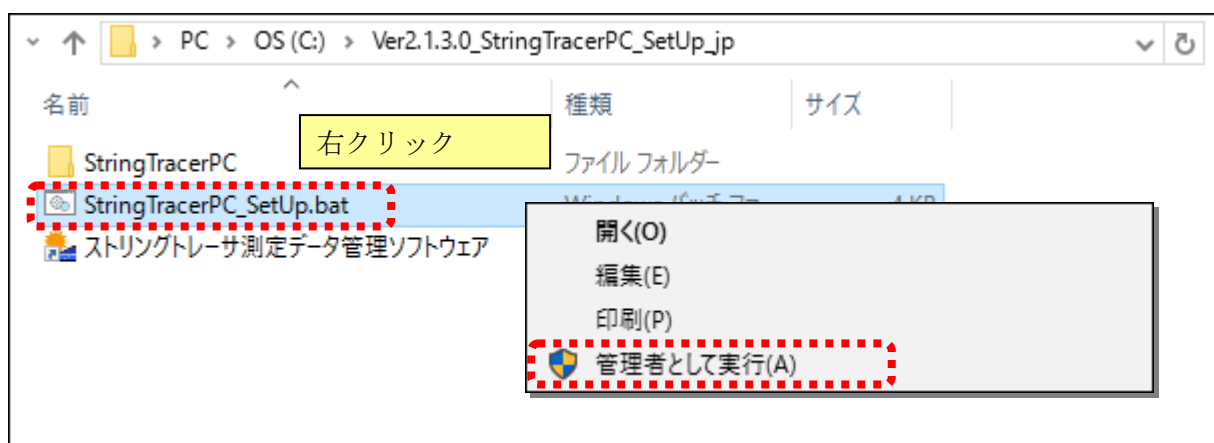 PC > OS (C:) > Ver2.1.3.0_StringTracerPC_SetUp_jp
名前 種類 サイズ
右クリック
StringTracerPC ファイル フォルダー
StringTracerPC_SetUp.bat
ストリングトレーサ測定データ管理ソフトウェア
開く(O)
編集(E)
印刷(P)
管理者として実行(A)